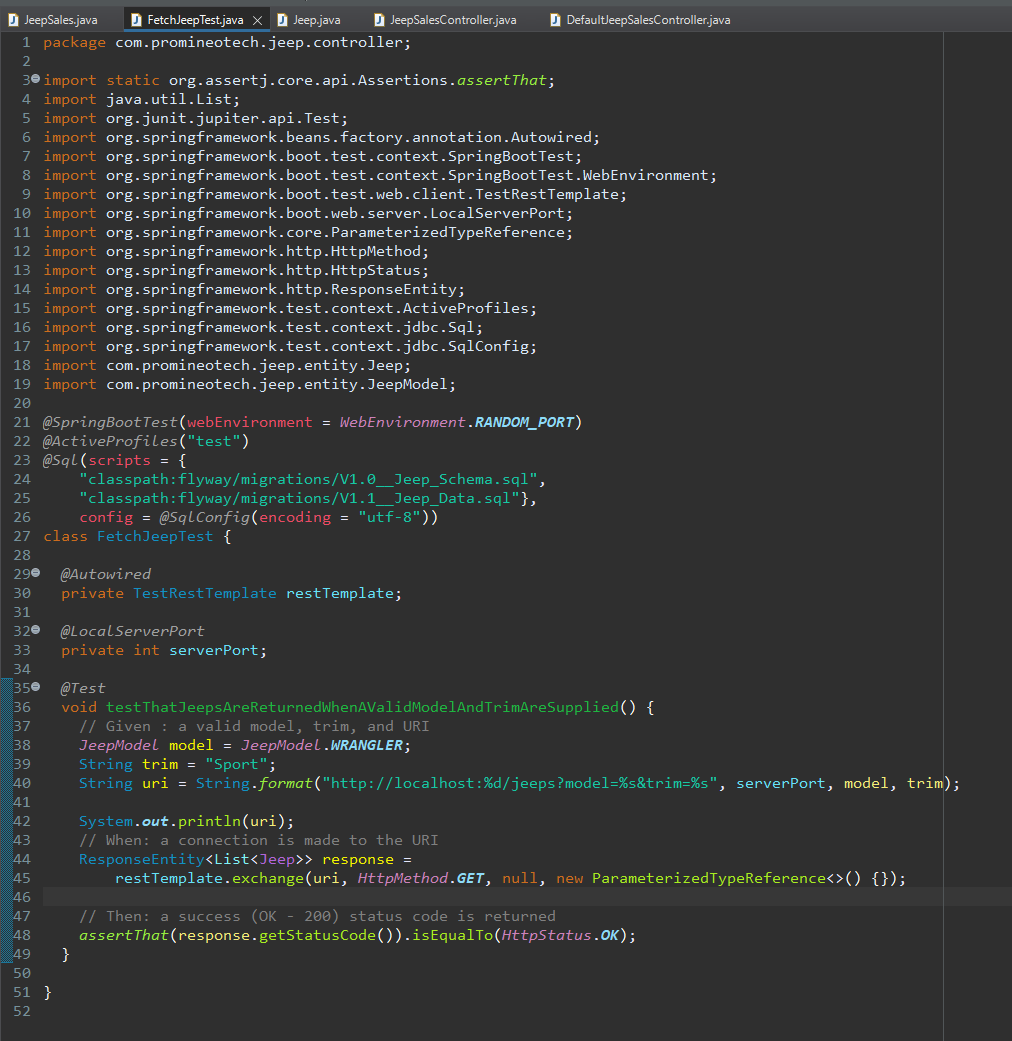 JeepSales.java FetchJeepTest.java Jeep.java JeepSalesController.java DefaultJeepSalesController.java
1 package com.promineotech.jeep.controller;
2
3 import static org.assertj.core.api.Assertions.assertThat;
4 import java.util.List;
5 import org.junit.jupiter.api.Test;
6 import org.springframework.beans.factory.annotation.Autowired;
7 import org.springframework.boot.test.context.SpringBootTest;
8 import org.springframework.boot.test.context.SpringBootTest.WebEnvironment;
9 import org.springframework.boot.test.web.client.TestRestTemplate;
10 import org.springframework.boot.web.server.LocalServerPort;
11 import org.springframework.core.ParameterizedTypeReference;
12 import org.springframework.http.HttpMethod;
13 import org.springframework.http.HttpStatus;
14 import org.springframework.http.ResponseEntity;
15 import org.springframework.test.context.ActiveProfiles;
16 import org.springframework.test.context.jdbc.Sql;
17 import org.springframework.test.context.jdbc.SqlConfig;
18 import com.promineotech.jeep.entity.Jeep;
19 import com.promineotech.jeep.entity.JeepModel;
20
21 @SpringBootTest(webEnvironment = WebEnvironment.RANDOM_PORT)
22 @ActiveProfiles("test")
23 @Sql(scripts = {
24     "classpath:flyway/migrations/V1.0__Jeep_Schema.sql",
25     "classpath:flyway/migrations/V1.1__Jeep_Data.sql"},
26     config = @SqlConfig(encoding = "utf-8"))
27 class FetchJeepTest {
28
29   @Autowired
30   private TestRestTemplate restTemplate;
31
32   @LocalServerPort
33   private int serverPort;
34
35   @Test
36   void testThatJeepsAreReturnedWhenAValidModelAndTrimAreSupplied() {
37     // Given : a valid model, trim, and URI
38     JeepModel model = JeepModel.WRANGLER;
39     String trim = "Sport";
40     String uri = String.format("http://localhost:%d/jeeps?model=%s&trim=%s", serverPort, model, trim);
41
42     System.out.println(uri);
43     // When: a connection is made to the URI
44     ResponseEntity<List<Jeep>> response =
45         restTemplate.exchange(uri, HttpMethod.GET, null, new ParameterizedTypeReference<>() {});
46
47     // Then: a success (OK - 200) status code is returned
48     assertThat(response.getStatusCode()).isEqualTo(HttpStatus.OK);
49   }
50
51 }
52